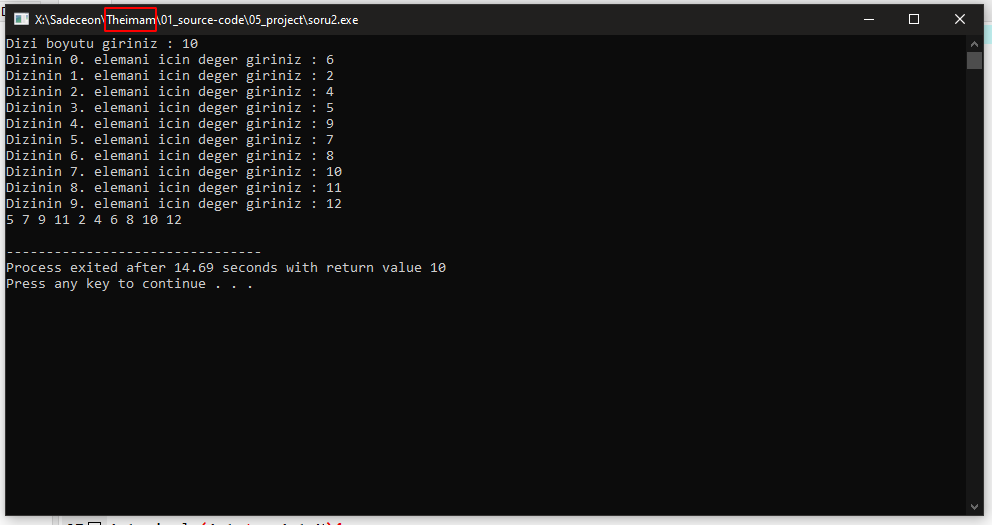 X:\Sadeceon\Theimam\01_source-code\05_project\soru2.exe
Dizi boyutu giriniz : 10
Dizinin 0. elemani icin deger giriniz : 6
Dizinin 1. elemani icin deger giriniz : 2
Dizinin 2. elemani icin deger giriniz : 4
Dizinin 3. elemani icin deger giriniz : 5
Dizinin 4. elemani icin deger giriniz : 9
Dizinin 5. elemani icin deger giriniz : 7
Dizinin 6. elemani icin deger giriniz : 8
Dizinin 7. elemani icin deger giriniz : 10
Dizinin 8. elemani icin deger giriniz : 11
Dizinin 9. elemani icin deger giriniz : 12
5 7 9 11 2 4 6 8 10 12
--------------------------------
Process exited after 14.69 seconds with return value 10
Press any key to continue . . .